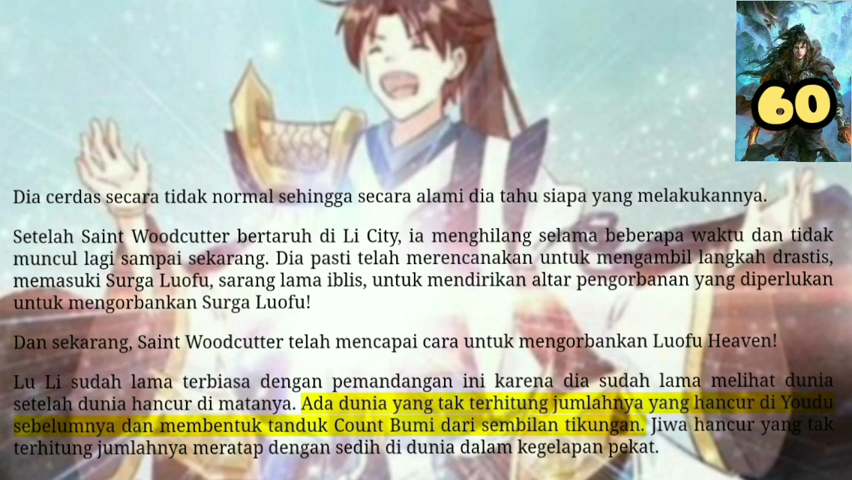 60
Dia cerdas secara tidak normal sehingga secara alami dia tahu siapa yang melakukannya.
Setelah Saint Woodcutter bertaruh di Li City, ia menghilang selama beberapa waktu dan tidak
muncul lagi sampai sekarang. Dia pasti telah merencanakan untuk mengambil langkah drastis,
memasuki Surga Luofu, sarang lama iblis, untuk mendirikan altar pengorbanan yang diperlukan
untuk mengorbankan Surga Luofu!
Dan sekarang, Saint Woodcutter telah mencapai cara untuk mengorbankan Luofu Heaven!
Lu Li sudah lama terbiasa dengan pemandangan ini karena dia sudah lama melihat dunia
setelah dunia hancur di matanya. Ada dunia yang tak terhitung jumlahnya yang hancur di Youdu
sebelumnya dan membentuk tanduk Count Bumi dari sembilan tikungan. Jiwa hancur yang tak
terhitung jumlahnya meratap dengan sedih di dunia dalam kegelapan pekat.